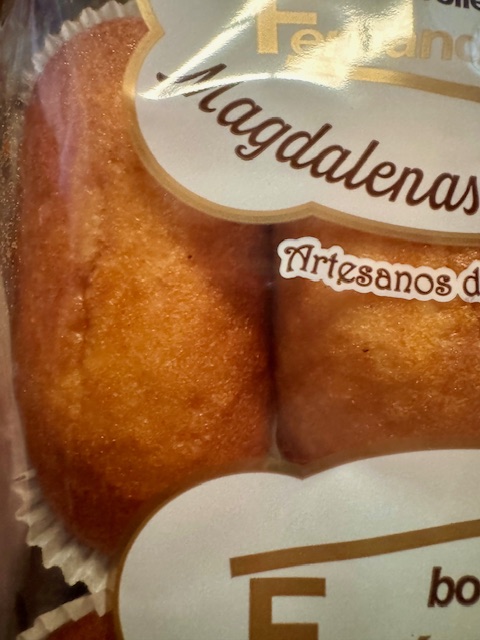 Magdalenas
Artesanos d
F
bo